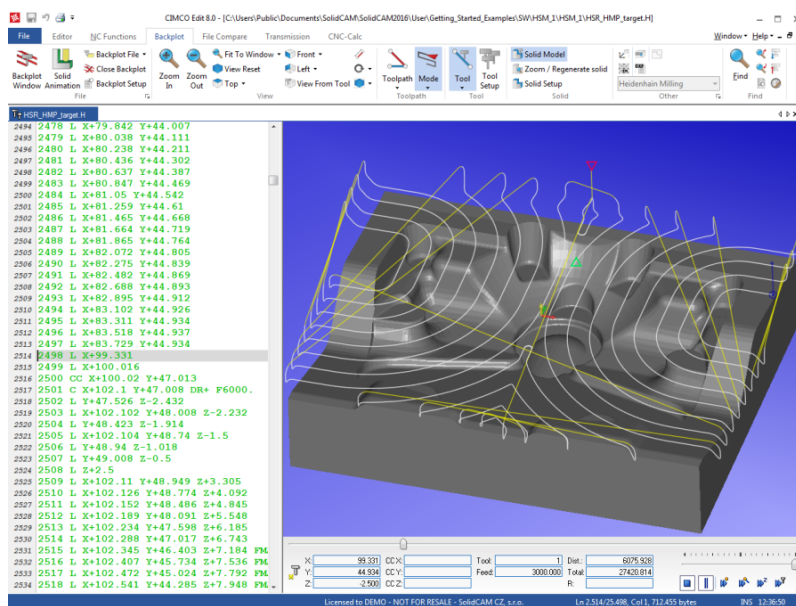 CIMCO Edit 8.0 - [C:\Users\Public\Documents\SolidCAM2016\User\Getting_Started_Examples\SW\HSM_1\HSM_1\HSR_HMP_target.H]
File Editor NC Functions Backplot File Compare Transmission CNC-Calc Window Help
Backplot Window
Solid Animation
Backplot File
Close Backplot
Backplot Setup
File
Zoom In
Zoom Out
Fit To Window
View Reset
Top
Front
Left
View From Tool
View
Toolpath
Mode
Toolpath
Tool
Tool Setup
Tool
Solid Model
Zoom / Regenerate solid
Solid Setup
Solid
Heidenhain Milling
Other
Find
Find
HSR_HMP_target.H
2494 2478 L X+79.842 Y+44.007
2495 2479 L X+80.038 Y+44.111
2496 2480 L X+80.238 Y+44.211
2497 2481 L X+80.436 Y+44.302
2498 2482 L X+80.637 Y+44.387
2499 2483 L X+80.847 Y+44.469
2500 2484 L X+81.05 Y+44.542
2501 2485 L X+81.259 Y+44.61
2502 2486 L X+81.465 Y+44.668
2503 2487 L X+81.664 Y+44.719
2504 2488 L X+81.865 Y+44.764
2505 2489 L X+82.072 Y+44.805
2506 2490 L X+82.275 Y+44.839
2507 2491 L X+82.482 Y+44.869
2508 2492 L X+82.688 Y+44.893
2509 2493 L X+82.895 Y+44.912
2510 2494 L X+83.102 Y+44.926
2511 2495 L X+83.311 Y+44.934
2512 2496 L X+83.518 Y+44.937
2513 2497 L X+83.729 Y+44.934
2514 2498 L X+99.331
2515 2499 L X+100.016
2516 2500 CC X+100.02 Y+47.013
2517 2501 C X+102.1 Y+47.008 DR+ F6000.
2518 2502 L Y+47.526 Z-2.432
2519 2503 L X+102.102 Y+48.008 Z-2.232
2520 2504 L Y+48.423 Z-1.914
2521 2505 L X+102.104 Y+48.74 Z-1.5
2522 2506 L Y+48.94 Z-1.018
2523 2507 L Y+49.008 Z-0.5
2524 2508 L Z+2.5
2525 2509 L X+102.11 Y+48.949 Z+3.305
2526 2510 L X+102.126 Y+48.774 Z+4.092
2527 2511 L X+102.152 Y+48.486 Z+4.845
2528 2512 L X+102.189 Y+48.091 Z+5.548
2529 2513 L X+102.234 Y+47.598 Z+6.185
2530 2514 L X+102.288 Y+47.017 Z+6.743
2531 2515 L X+102.345 Y+46.403 Z+7.184 FM
2532 2516 L X+102.407 Y+45.734 Z+7.536 FM
2533 2517 L X+102.472 Y+45.024 Z+7.792 FM
2534 2518 L X+102.541 Y+44.285 Z+7.948 FM
X: 99.331 CC X: Tool: 1 Dist.: 6075.928
Y: 44.934 CC Y: Feed: 3000.000 Total: 27420.814
Z: -2.500 CC Z: R:
Licensed to DEMO - NOT FOR RESALE - SolidCAM CZ, s.r.o. Ln 2.514/25.498, Col 1, 712.455 bytes INS 12:36:50